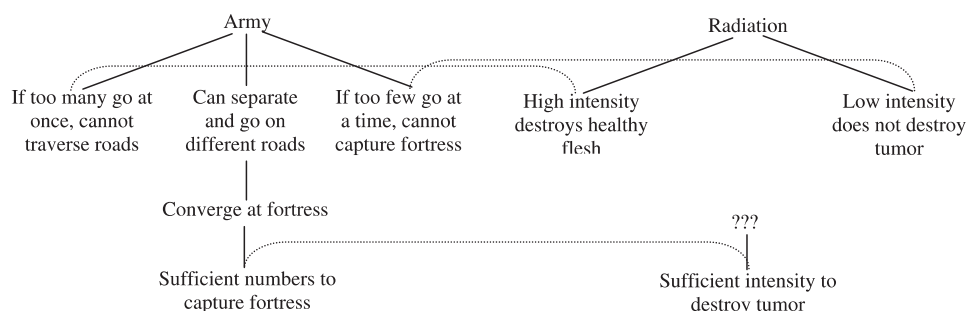 Army
Radiation
If too many go at
once, cannot
traverse roads
Can separate
and go on
different roads
If too few go at
a time, cannot
capture fortress
High intensity
destroys healthy
flesh
Low intensity
does not destroy
tumor
Converge at fortress
???
Sufficient numbers to
capture fortress
Sufficient intensity to
destroy tumor